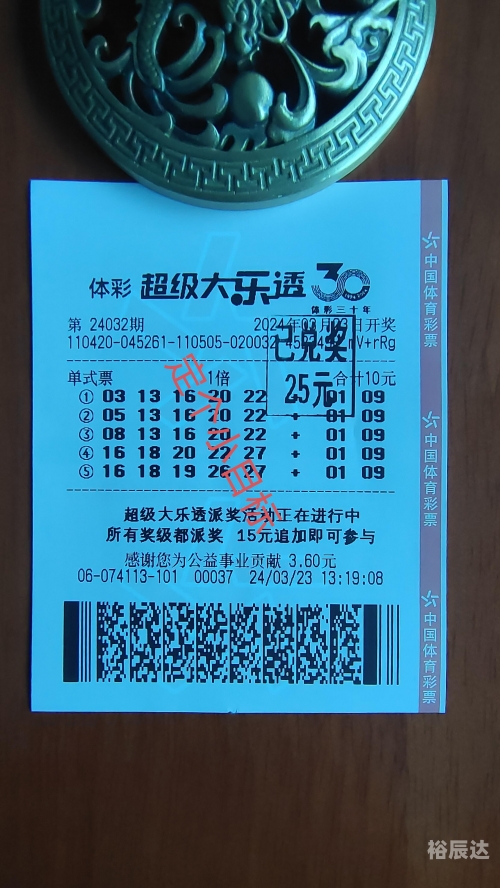 体彩 超级大乐透 30
体彩三十年
第 24032期 2024年03月23日开奖
110420-045261-110505-020032 V+rRg
已兑奖
25元
单式票 1倍 合计10元
① 03 13 16 20 22 + 01 09
② 05 13 16 20 22 + 01 09
③ 08 13 16 20 22 + 01 09
④ 16 18 20 22 27 + 01 09
⑤ 16 18 19 26 27 + 01 09
定个小目标
超级大乐透派奖活动正在进行中
所有奖级都派奖 15元追加即可参与
感谢您为公益事业贡献 3.60元
06-074113-101 00037 24/03/23 13:19:08
中国体育彩票
中国体育彩票
中国体育彩票
裕辰达